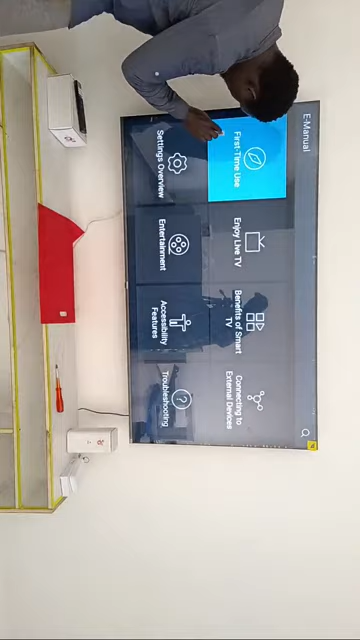 E-Manual
First-Time Use
Enjoy Live TV
Benefits of Smart
TV
Connecting to
External Devices
Settings Overview
Entertainment
Accessibility
Features
Troubleshooting